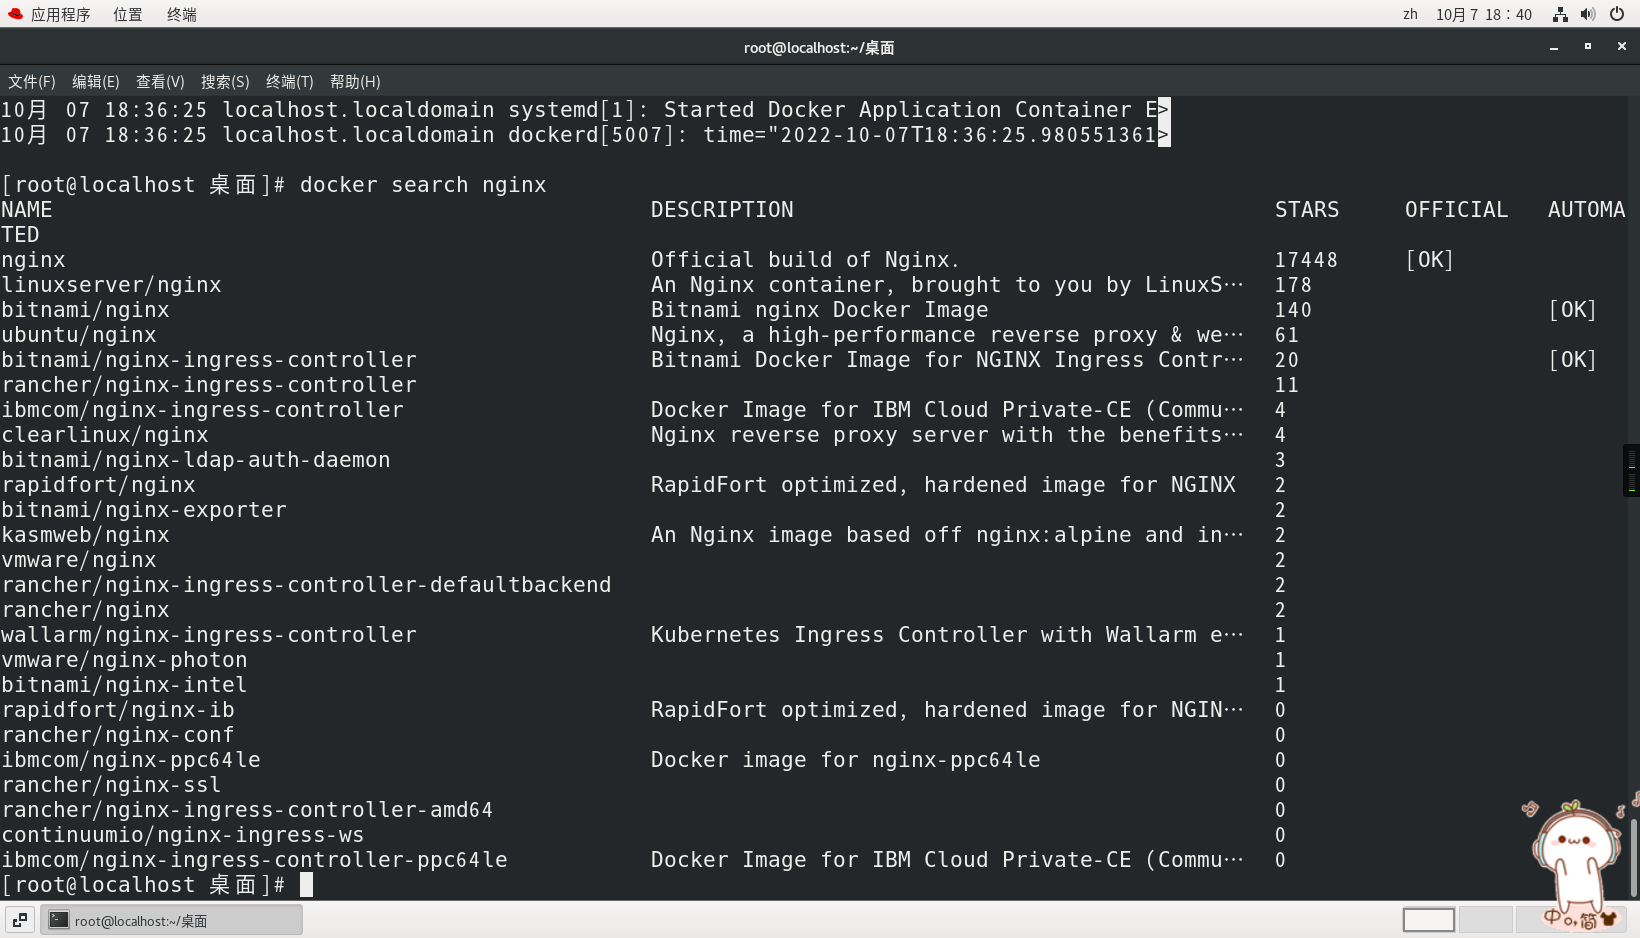 应用程序 位置 终端 zh 10月 7 18：40
root@localhost:~/桌面
文件(F) 编辑(E) 查看(V) 搜索(S) 终端(T) 帮助(H)
10月 07 18:36:25 localhost.localdomain systemd[1]: Started Docker Application Container E>
10月 07 18:36:25 localhost.localdomain dockerd[5007]: time="2022-10-07T18:36:25.980551361>
[root@localhost 桌面]# docker search nginx
NAME DESCRIPTION STARS OFFICIAL AUTOMA
TED
nginx Official build of Nginx. 17448 [OK]
linuxserver/nginx An Nginx container, brought to you by LinuxS… 178
bitnami/nginx Bitnami nginx Docker Image 140 [OK]
ubuntu/nginx Nginx, a high-performance reverse proxy & we… 61
bitnami/nginx-ingress-controller Bitnami Docker Image for NGINX Ingress Contr… 20 [OK]
rancher/nginx-ingress-controller 11
ibmcom/nginx-ingress-controller Docker Image for IBM Cloud Private-CE (Commu… 4
clearlinux/nginx Nginx reverse proxy server with the benefits… 4
bitnami/nginx-ldap-auth-daemon 3
rapidfort/nginx RapidFort optimized, hardened image for NGINX 2
bitnami/nginx-exporter 2
kasmweb/nginx An Nginx image based off nginx:alpine and in… 2
vmware/nginx 2
rancher/nginx-ingress-controller-defaultbackend 2
rancher/nginx 2
wallarm/nginx-ingress-controller Kubernetes Ingress Controller with Wallarm e… 1
vmware/nginx-photon 1
bitnami/nginx-intel 1
rapidfort/nginx-ib RapidFort optimized, hardened image for NGIN… 0
rancher/nginx-conf 0
ibmcom/nginx-ppc64le Docker image for nginx-ppc64le 0
rancher/nginx-ssl 0
rancher/nginx-ingress-controller-amd64 0
continuumio/nginx-ingress-ws 0
ibmcom/nginx-ingress-controller-ppc64le Docker Image for IBM Cloud Private-CE (Commu… 0
[root@localhost 桌面]#
root@localhost:~/桌面
中 简